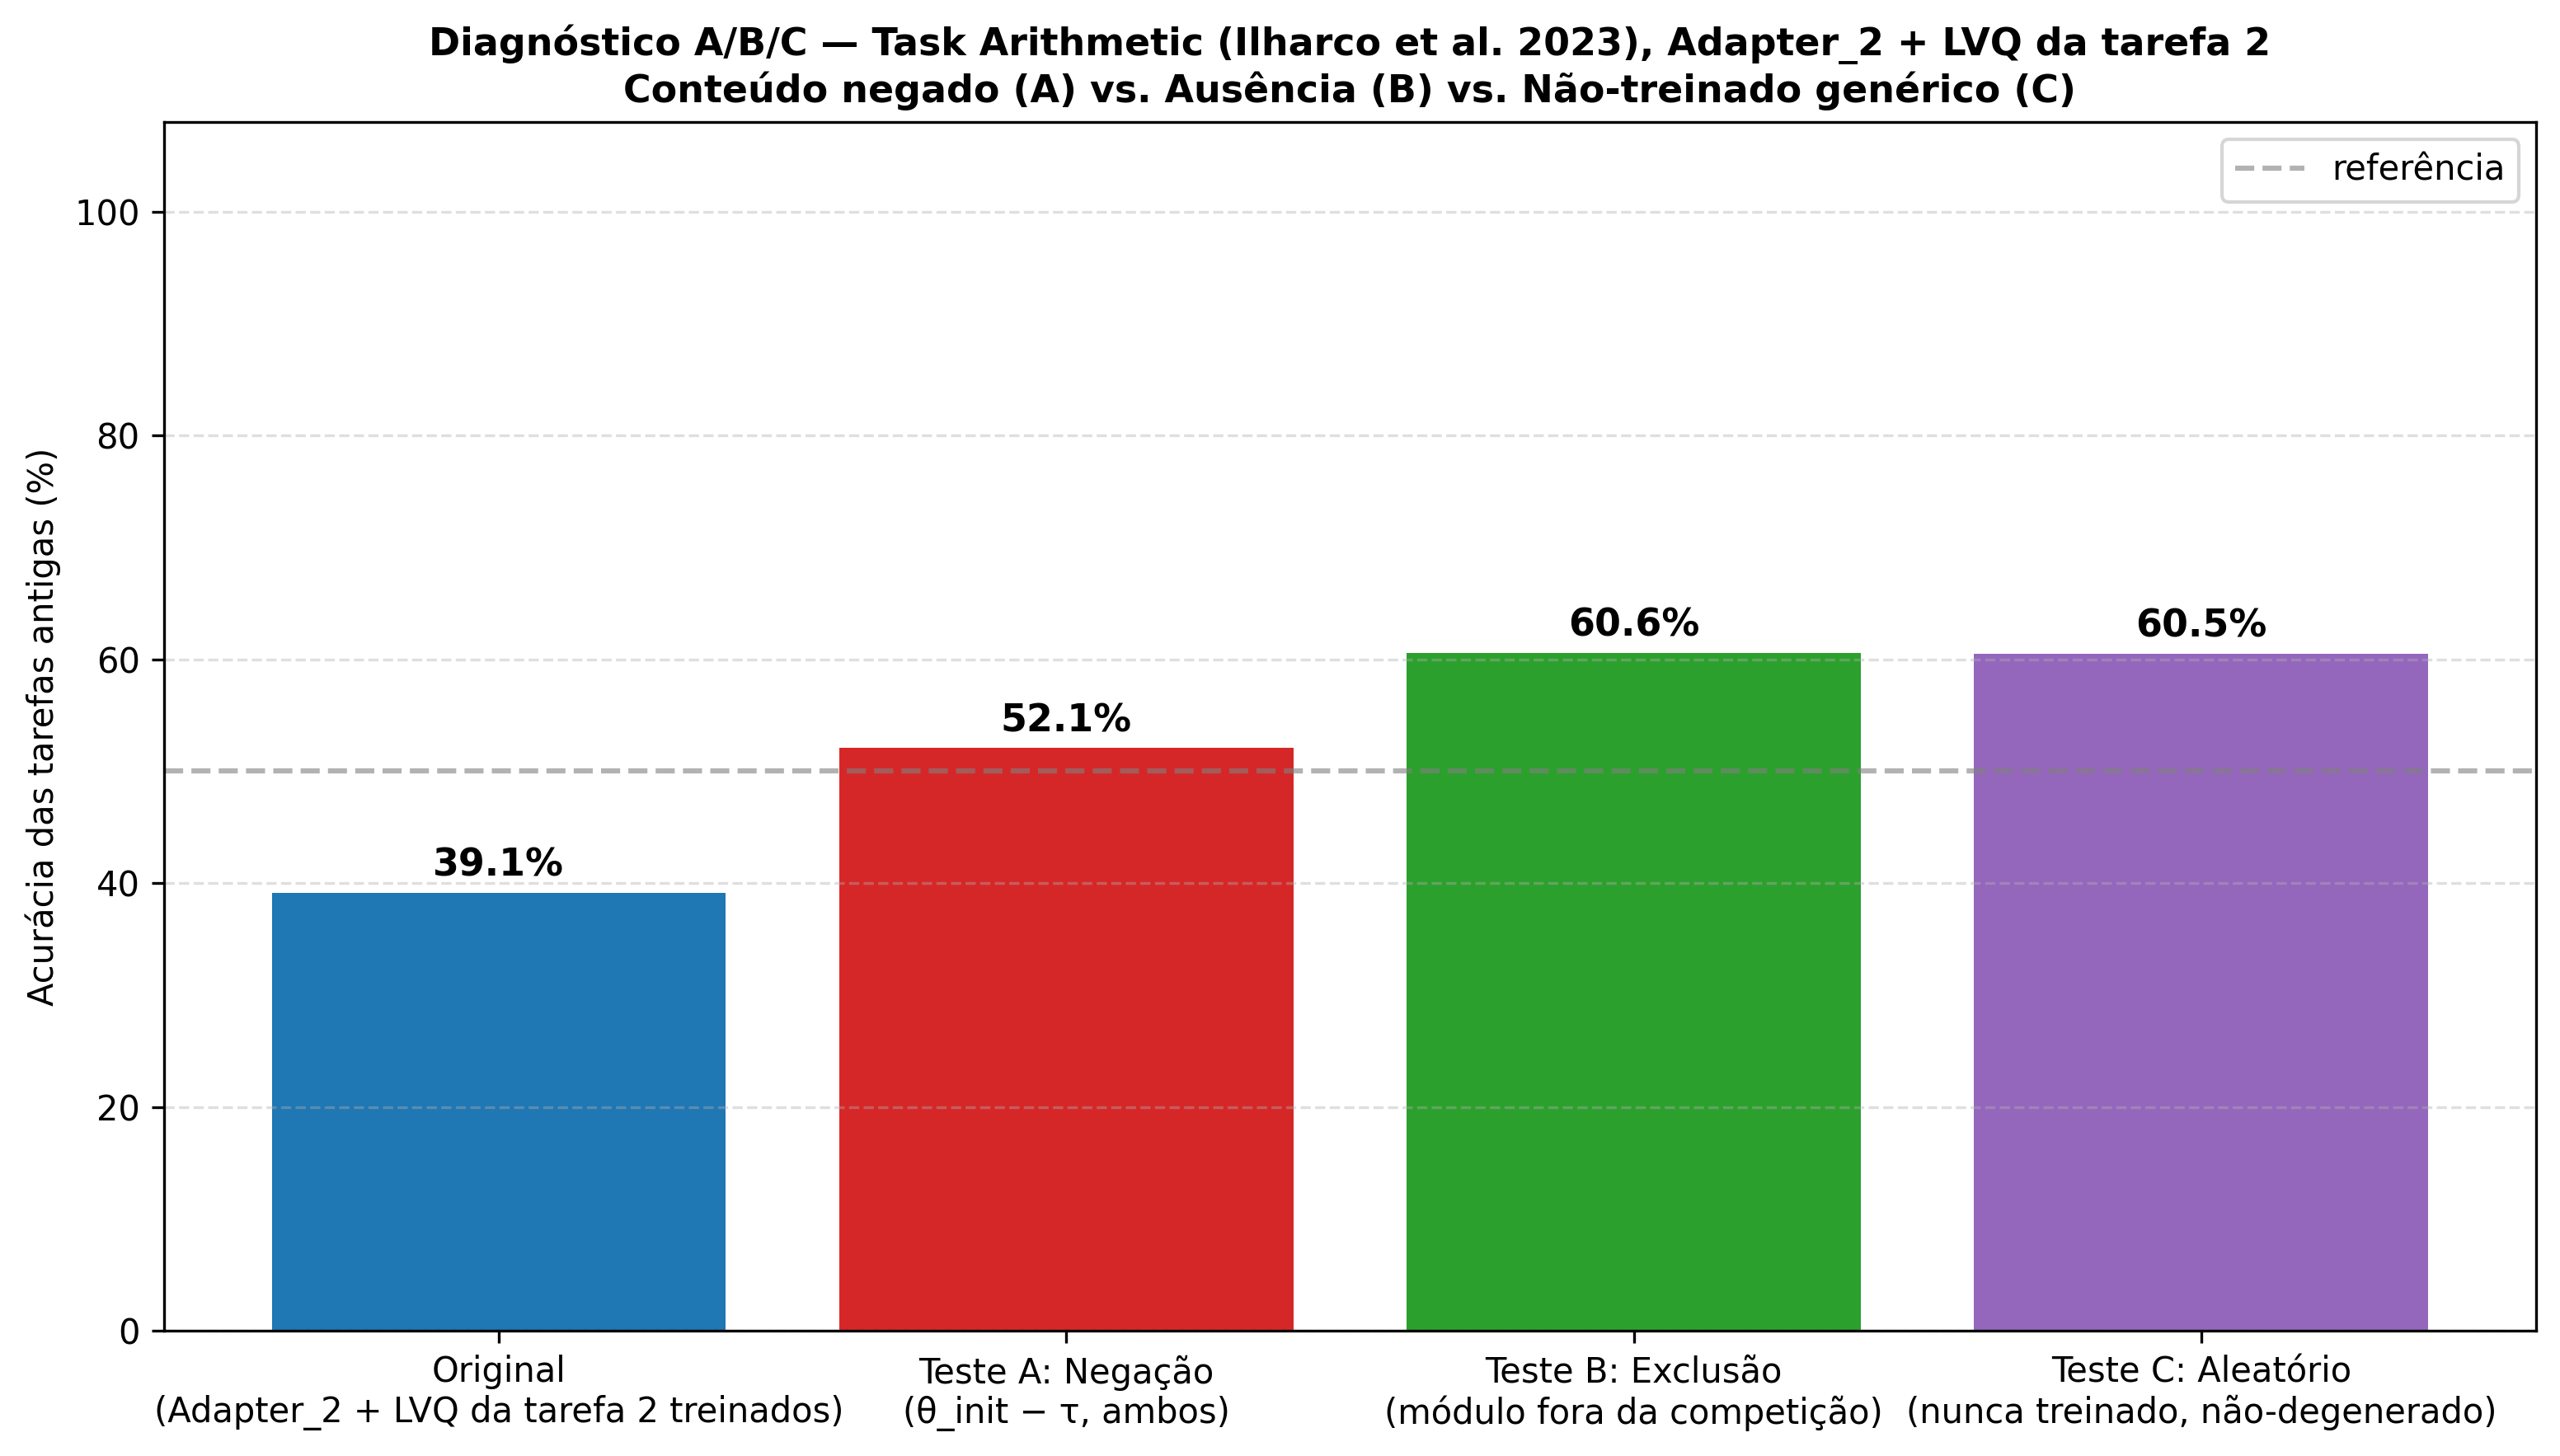 Diagnóstico A/B/C — Task Arithmetic (Ilharco et al. 2023), Adapter_2 + LVQ da tarefa 2
Conteúdo negado (A) vs. Ausência (B) vs. Não-treinado genérico (C)
referência
Acurácia das tarefas antigas (%)
100
80
60
40
20
0
39.1%
52.1%
60.6%
60.5%
Original
(Adapter_2 + LVQ da tarefa 2 treinados)
Teste A: Negação
(θ_init − τ, ambos)
Teste B: Exclusão
(módulo fora da competição)
Teste C: Aleatório
(nunca treinado, não-degenerado)